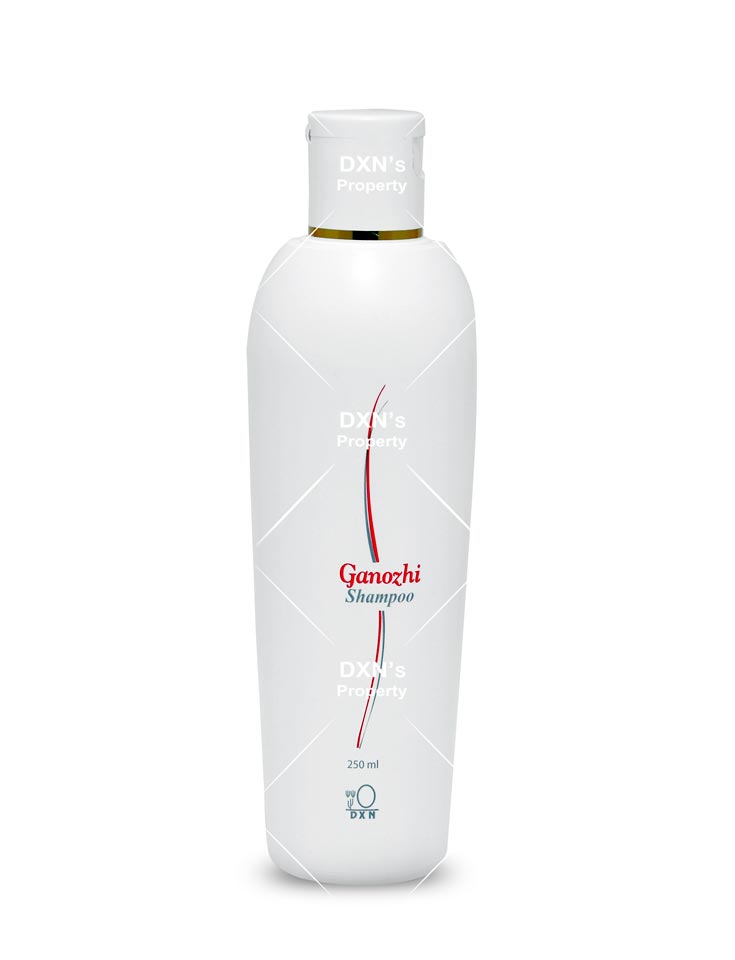 DXN's
Property
DXN's
Property
Ganozhi
Shampoo
DXN's
Property
250 ml
DXN